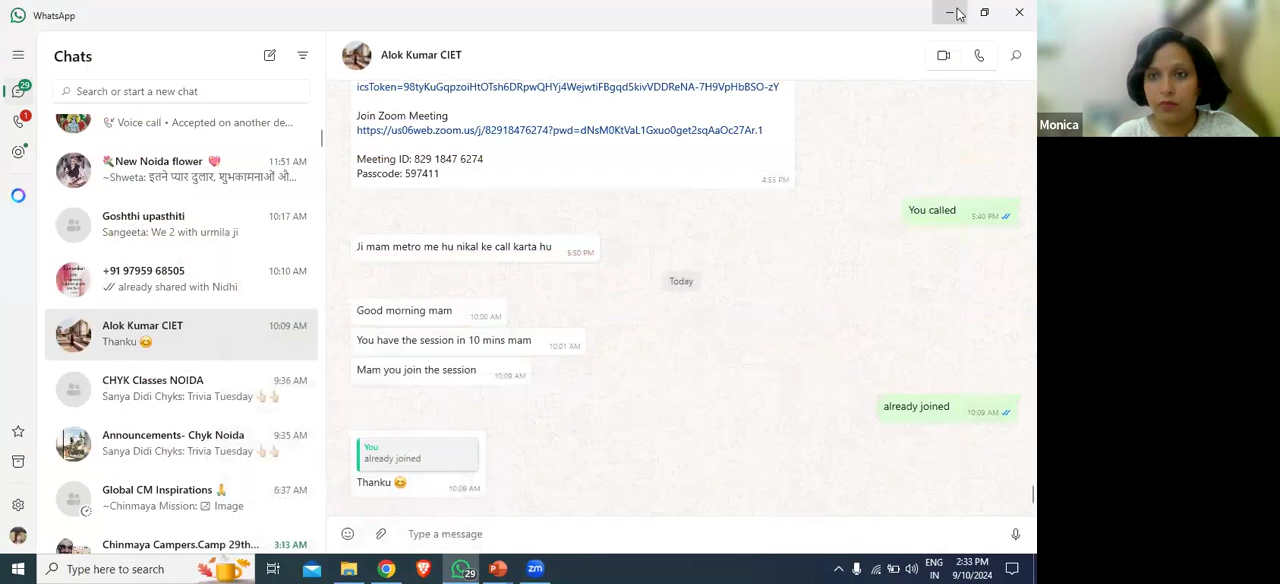 WhatsApp
Chats
Alok Kumar CIET
Search or start a new chat
29
1
Voice call • Accepted on another de...
New Noida flower 11:51 AM
~Shweta: इतने प्यार दुलार, शुभकामनाओं औ...
Goshthi upasthiti 10:17 AM
Sangeeta: We 2 with urmila ji
+91 97959 68505 10:10 AM
already shared with Nidhi
Alok Kumar CIET 10:09 AM
Thanku 😊
CHYK Classes NOIDA 9:36 AM
Sanya Didi Chyks: Trivia Tuesday 👆🏻👆🏻
Announcements- Chyk Noida 9:35 AM
Sanya Didi Chyks: Trivia Tuesday 👆🏻👆🏻
Global CM Inspirations 🙏 6:37 AM
~Chinmaya Mission: Image
Chinmaya Campers.Camp 29th... 3:13 AM
icsToken=98tyKuGqpzoiHtOTsh6DRpwQHYj4WejwtiFBgqd5kivVDDReNA-7H9VpHbBSO-zY
Join Zoom Meeting
https://us06web.zoom.us/j/82918476274?pwd=dNsM0KtVaL1Gxuo0get2sqAaOc27Ar.1
Meeting ID: 829 1847 6274
Passcode: 597411
4:53 PM
You called 5:40 PM
Ji mam metro me hu nikal ke call karta hu 5:50 PM
Today
Good morning mam 10:00 AM
You have the session in 10 mins mam 10:01 AM
Mam you join the session 10:09 AM
already joined 10:09 AM
You
already joined
Thanku 😊 10:09 AM
Type a message
Monica
Type here to search
29
zm
ENG
IN
2:33 PM
9/10/2024